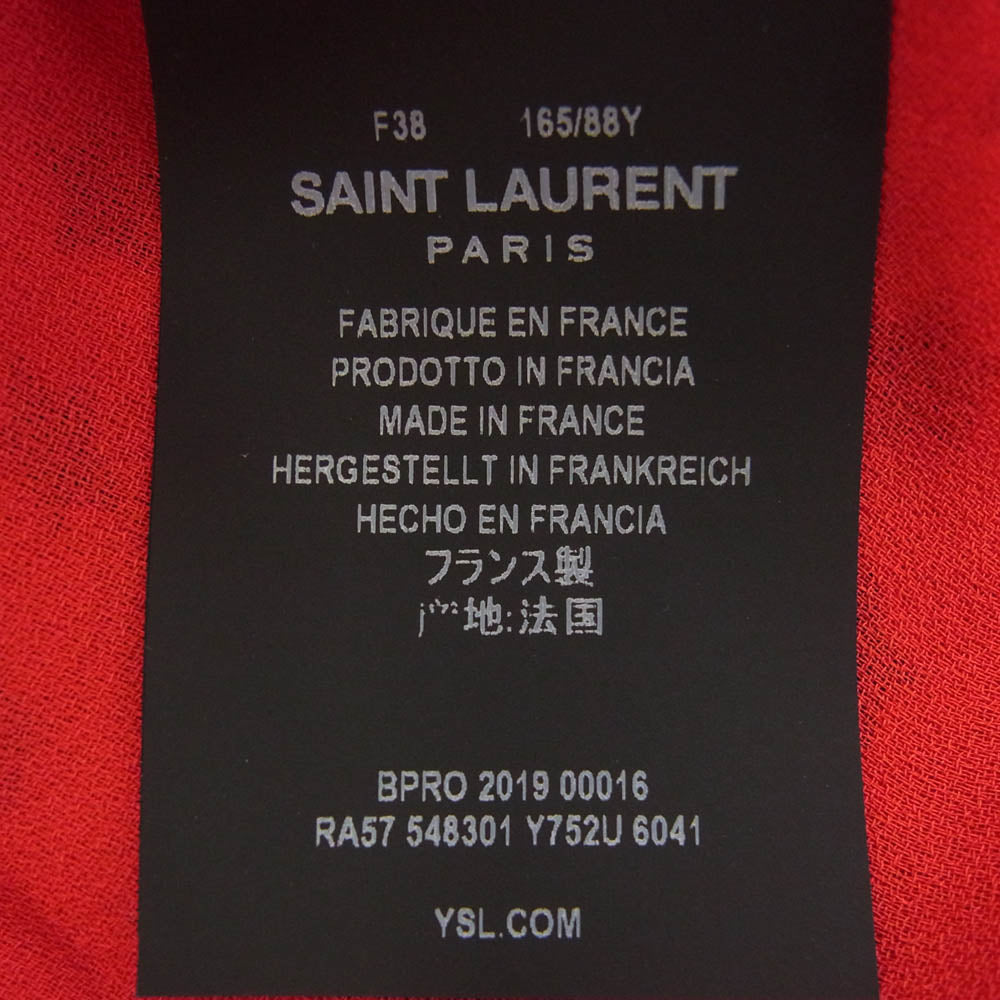 F38 165/88Y
SAINT LAURENT
PARIS
FABRIQUE EN FRANCE
PRODOTTO IN FRANCIA
MADE IN FRANCE
HERGESTELLT IN FRANKREICH
HECHO EN FRANCIA
フランス製
地:法国
BPRO 2019 00016
RA57 548301 Y752U 6041
YSL.COM